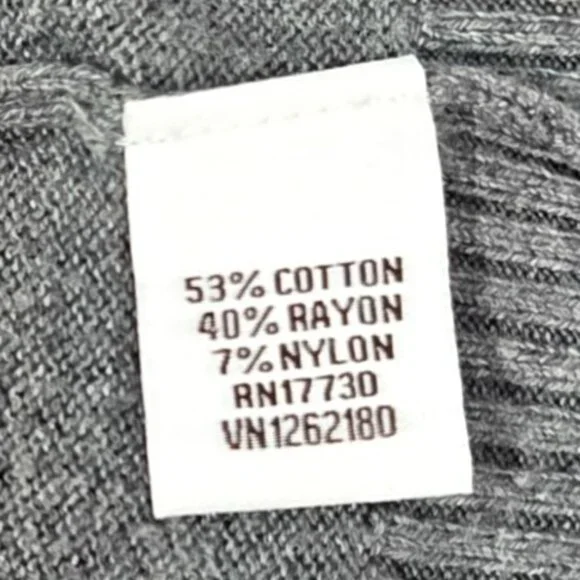 53% COTTON
40% RAYON
7% NYLON
RN17730
VN1262180